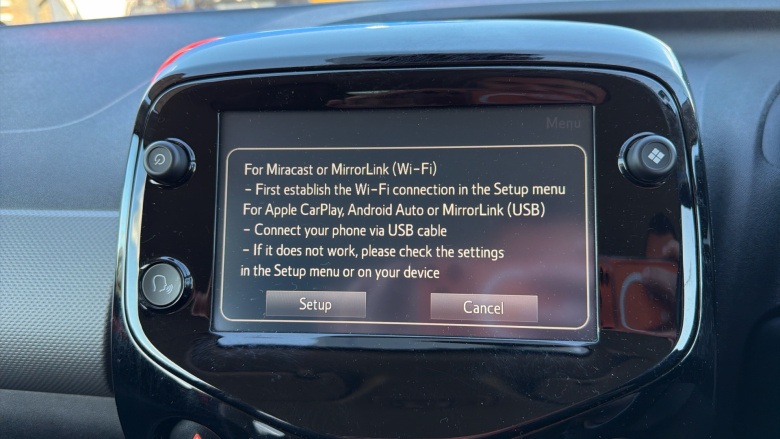 Menu
For Miracast or MirrorLink (Wi-Fi)
- First establish the Wi-Fi connection in the Setup menu
For Apple CarPlay, Android Auto or MirrorLink (USB)
- Connect your phone via USB cable
- If it does not work, please check the settings
in the Setup menu or on your device
Setup Cancel